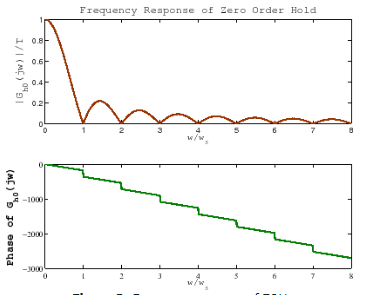 Frequency Response of Zero Order Hold
|G_h0(jw)|/T
1
0.8
0.6
0.4
0.2
0
0 1 2 3 4 5 6 7 8
w/w_s
Phase of G_h0(jw)
0
−1000
−2000
−3000
0 1 2 3 4 5 6 7 8
w/w_s